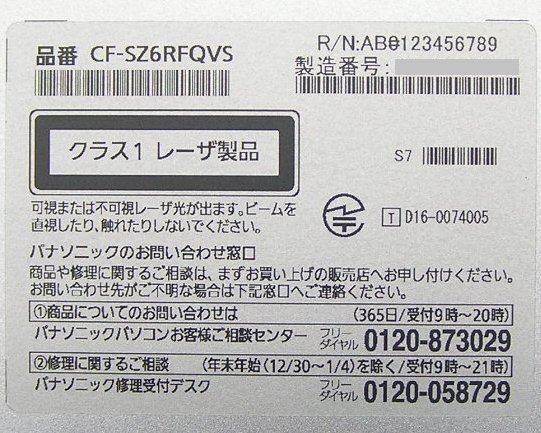 品番 CF-SZ6RFQVS
R/N:AB0123456789
製造番号:
クラス1 レーザ製品
S7
可視または不可視レーザ光が出ます。ビームを
直視したり、触れたりしないでください。
T D16-0074005
パナソニックのお問い合わせ窓口
商品や修理に関するご相談は、まずお買い上げの販売店へお申し付けください。
お問い合わせ先がご不明な場合は下記窓口へご連絡ください。
①商品についてのお問い合わせは (365日/受付9時～20時)
パナソニックパソコンお客様ご相談センター フリーダイヤル 0120-873029
②修理に関するご相談 (年末年始(12/30～1/4)を除く/受付9時～21時)
パナソニック修理受付デスク フリーダイヤル 0120-058729